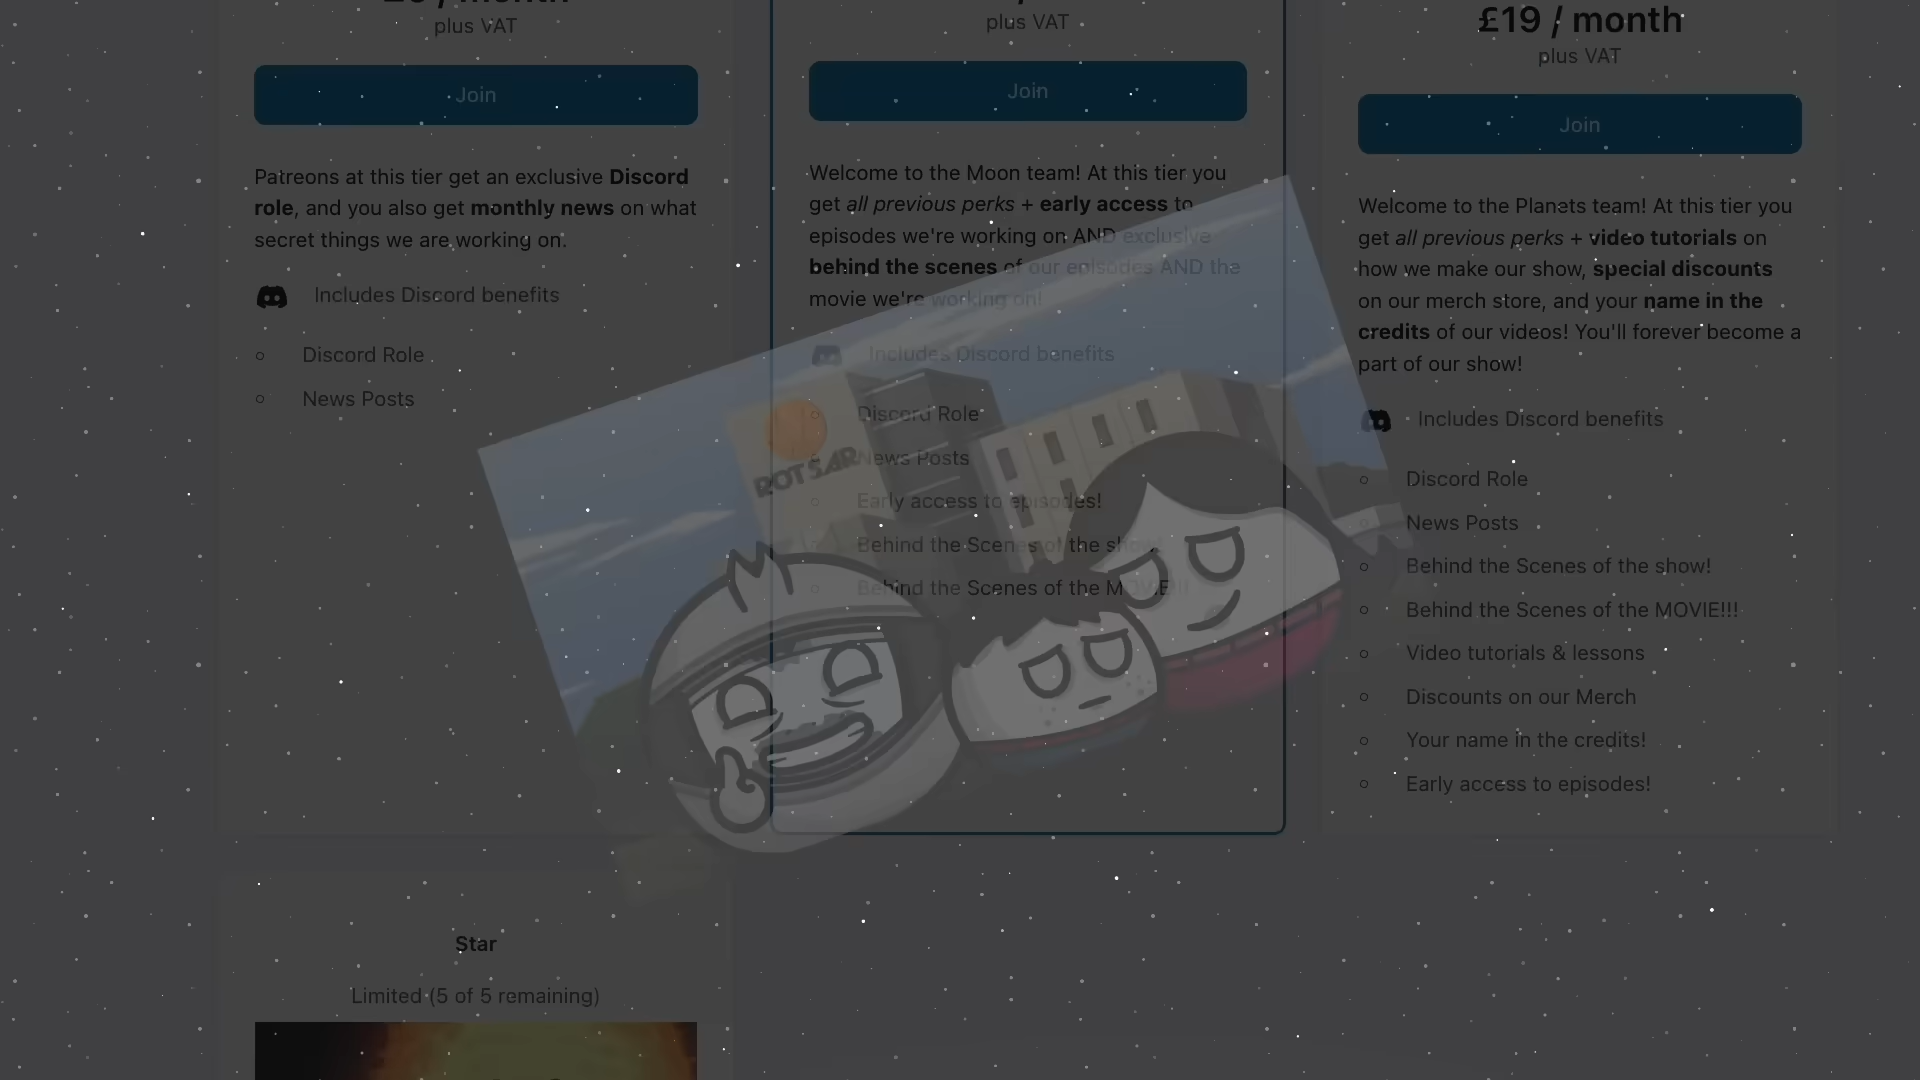 plus VAT
Join
Patreons at this tier get an exclusive Discord
role, and you also get monthly news on what
secret things we are working on.
Includes Discord benefits
Discord Role
News Posts
plus VAT
Join
Welcome to the Moon team! At this tier you
get all previous perks + early access to
episodes we're working on AND exclusive
behind the scenes of our episodes AND the
movie we're working on!
Includes Discord benefits
Discord Role
News Posts
Early access to episodes!
Behind the Scenes of the show!
Behind the Scenes of the MOVIE!!!
£19 / month
plus VAT
Join
Welcome to the Planets team! At this tier you
get all previous perks + video tutorials on
how we make our show, special discounts
on our merch store, and your name in the
credits of our videos! You'll forever become a
part of our show!
Includes Discord benefits
Discord Role
News Posts
Behind the Scenes of the show!
Behind the Scenes of the MOVIE!!!
Video tutorials & lessons
Discounts on our Merch
Your name in the credits!
Early access to episodes!
ROTSAR
Star
Limited (5 of 5 remaining)